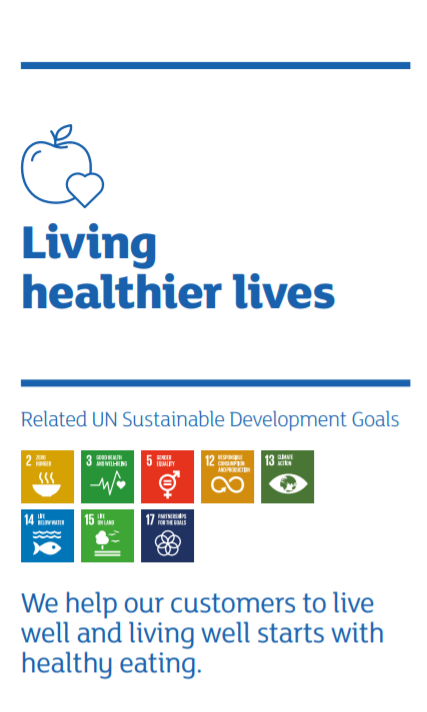 Living
healthier lives
Related UN Sustainable Development Goals
2 ZERO
HUNGER
3 GOOD HEALTH
AND WELL-BEING
5 GENDER
EQUALITY
12 RESPONSIBLE
CONSUMPTION
AND PRODUCTION
13 CLIMATE
ACTION
14 LIFE
BELOW WATER
15 LIFE
ON LAND
17 PARTNERSHIPS
FOR THE GOALS
We help our customers to live
well and living well starts with
healthy eating.